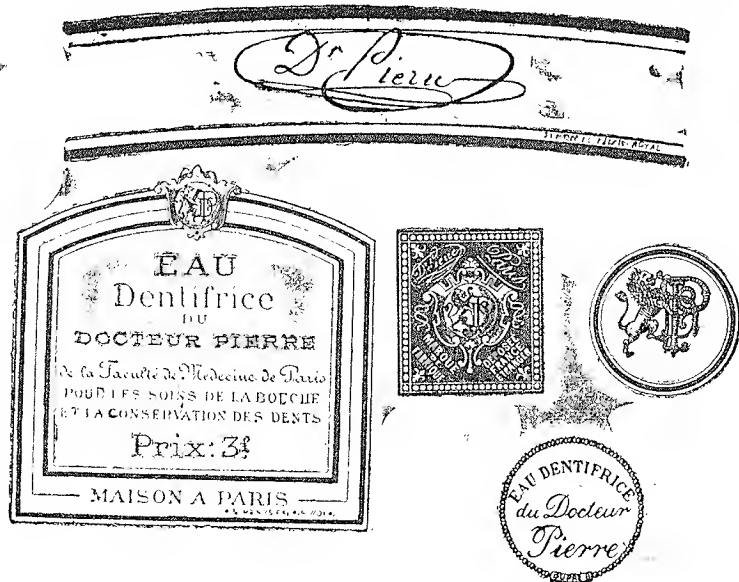 Dr Pierre
EAU
Dentifrice
DU
DOCTEUR PIERRE
de la Faculté de Médecine de Paris
POUR LES SOINS DE LA BOUCHE
ET LA CONSERVATION DES DENTS
Prix: 3f
MAISON A PARIS
EAU DENTIFRICE
du Docteur
Pierre